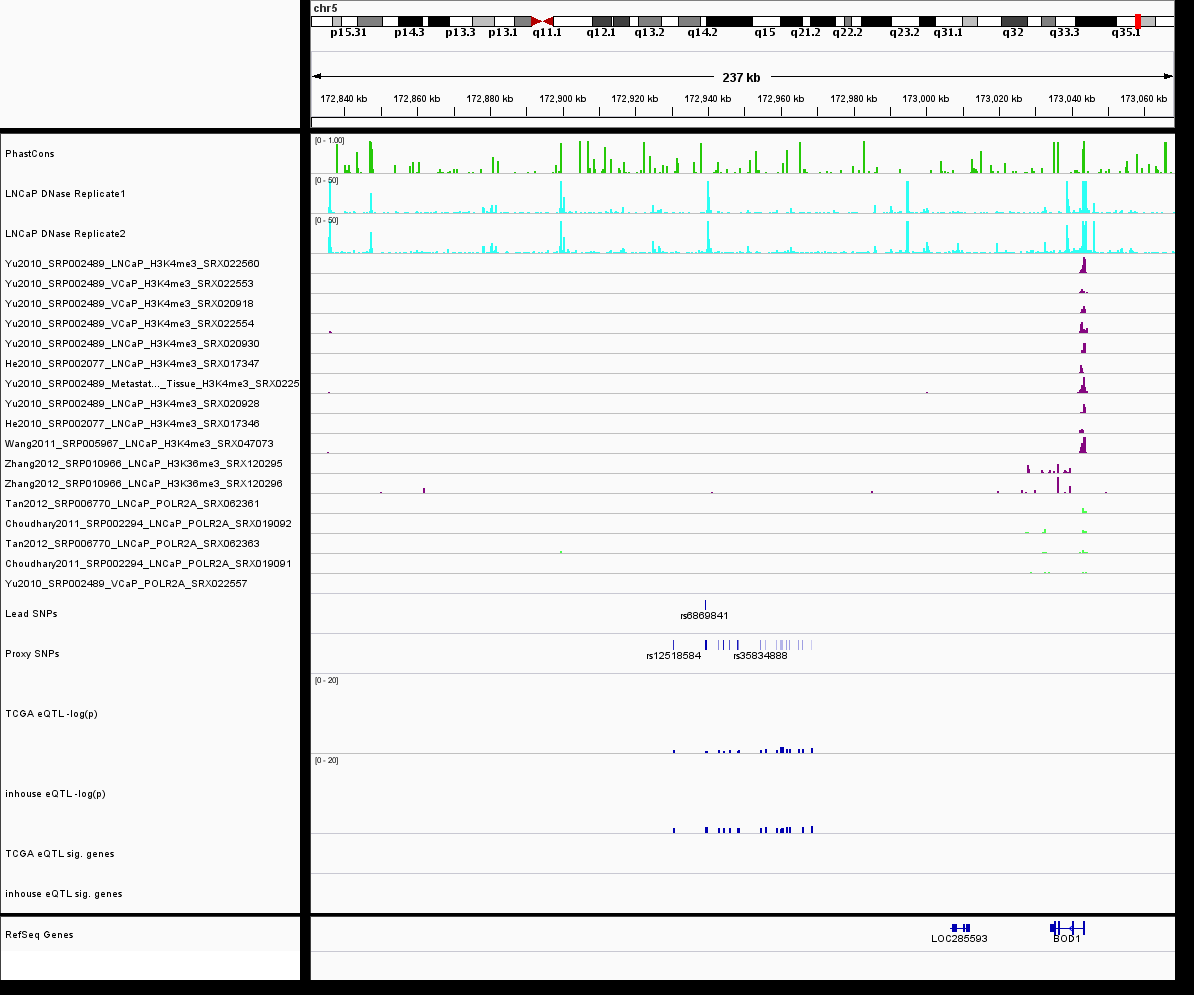 chr5
p15.31 p14.3 p13.3 p13.1 q11.1 q12.1 q13.2 q14.2 q15 q21.2 q22.2 q23.2 q31.1 q32 q33.3 q35.1
237 kb
172,840 kb 172,860 kb 172,880 kb 172,900 kb 172,920 kb 172,940 kb 172,960 kb 172,980 kb 173,000 kb 173,020 kb 173,040 kb 173,060 kb
[0 - 1.00]
PhastCons
[0 - 50]
LNCaP DNase Replicate1
[0 - 50]
LNCaP DNase Replicate2
Yu2010_SRP002489_LNCaP_H3K4me3_SRX022560
Yu2010_SRP002489_VCaP_H3K4me3_SRX022553
Yu2010_SRP002489_VCaP_H3K4me3_SRX020918
Yu2010_SRP002489_VCaP_H3K4me3_SRX022554
Yu2010_SRP002489_LNCaP_H3K4me3_SRX020930
He2010_SRP002077_LNCaP_H3K4me3_SRX017347
Yu2010_SRP002489_Metastat..._Tissue_H3K4me3_SRX0225
Yu2010_SRP002489_LNCaP_H3K4me3_SRX020928
He2010_SRP002077_LNCaP_H3K4me3_SRX017346
Wang2011_SRP005967_LNCaP_H3K4me3_SRX047073
Zhang2012_SRP010966_LNCaP_H3K36me3_SRX120295
Zhang2012_SRP010966_LNCaP_H3K36me3_SRX120296
Tan2012_SRP006770_LNCaP_POLR2A_SRX062361
Choudhary2011_SRP002294_LNCaP_POLR2A_SRX019092
Tan2012_SRP006770_LNCaP_POLR2A_SRX062363
Choudhary2011_SRP002294_LNCaP_POLR2A_SRX019091
Yu2010_SRP002489_VCaP_POLR2A_SRX022557
Lead SNPs
rs6869841
Proxy SNPs
rs12518584 rs35834888
[0 - 20]
TCGA eQTL -log(p)
[0 - 20]
inhouse eQTL -log(p)
TCGA eQTL sig. genes
inhouse eQTL sig. genes
RefSeq Genes
LOC285593 BOD1